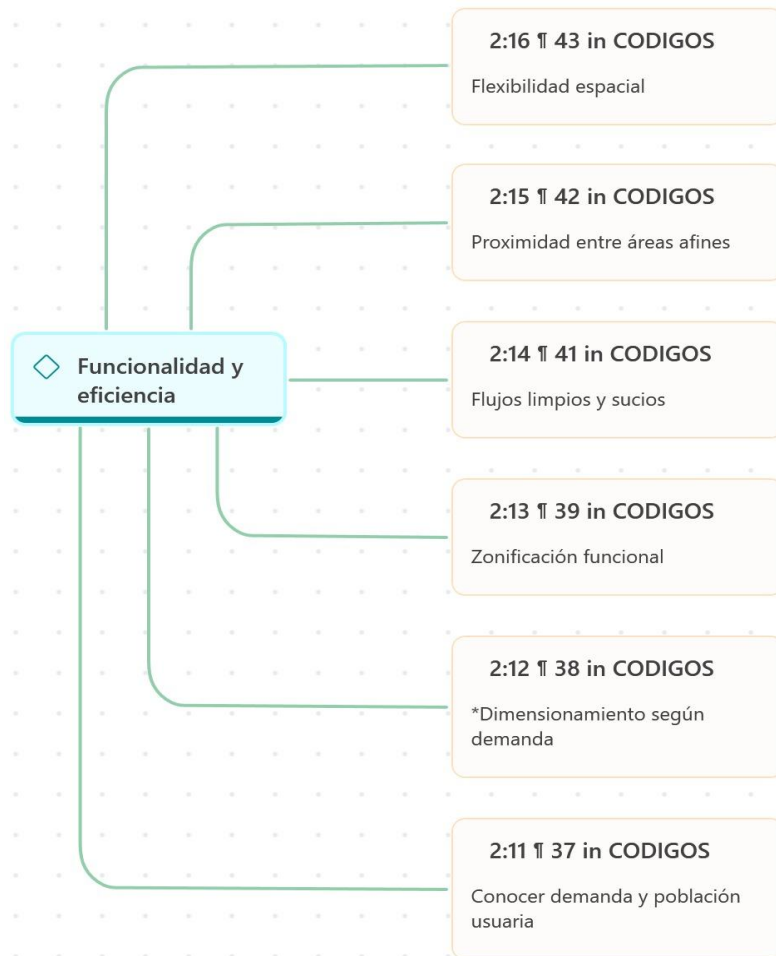 2:16 ¶ 43 in CODIGOS
Flexibilidad espacial
2:15 ¶ 42 in CODIGOS
Proximidad entre áreas afines
Funcionalidad y
eficiencia
2:14 ¶ 41 in CODIGOS
Flujos limpios y sucios
2:13 ¶ 39 in CODIGOS
Zonificación funcional
2:12 ¶ 38 in CODIGOS
*Dimensionamiento según
demanda
2:11 ¶ 37 in CODIGOS
Conocer demanda y población
usuaria